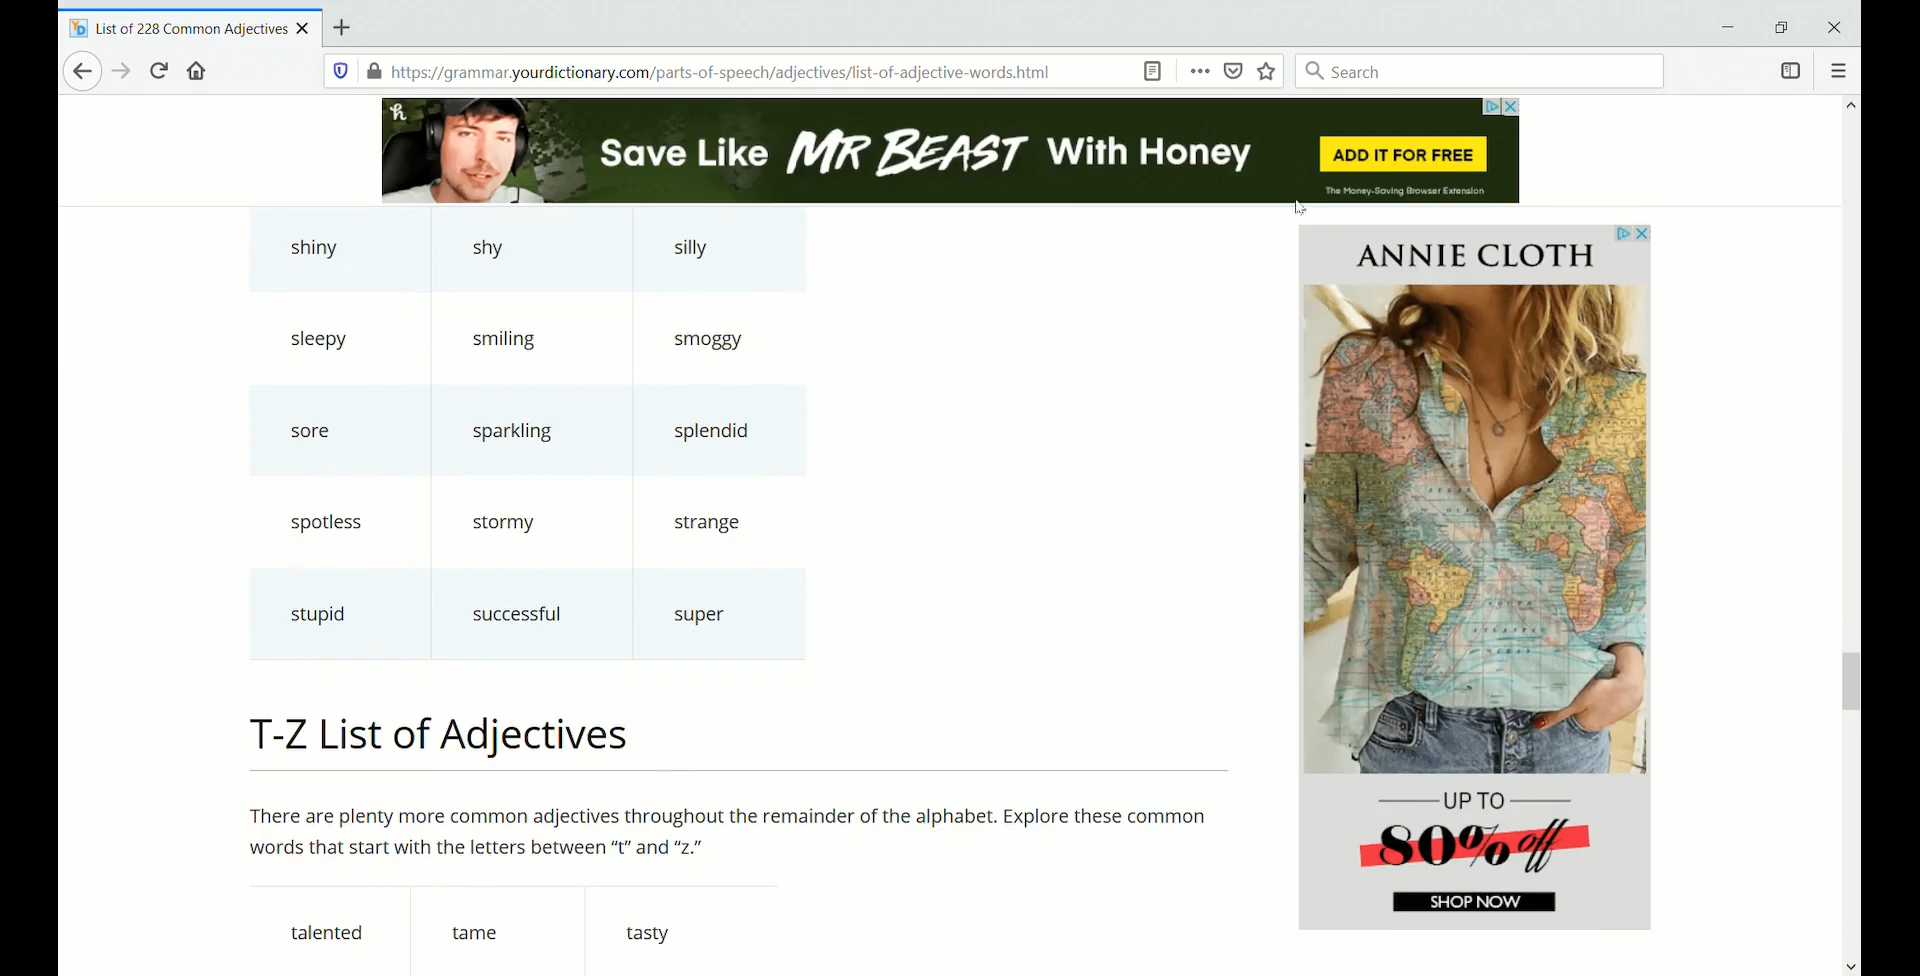 List of 228 Common Adjectives
https://grammar.yourdictionary.com/parts-of-speech/adjectives/list-of-adjective-words.html
Search
h
Save Like MR BEAST With Honey
ADD IT FOR FREE
The Money-Saving Browser Extension
shiny shy silly
sleepy smiling smoggy
sore sparkling splendid
spotless stormy strange
stupid successful super
T-Z List of Adjectives
There are plenty more common adjectives throughout the remainder of the alphabet. Explore these common
words that start with the letters between “t” and “z.”
talented tame tasty
ANNIE CLOTH
UP TO
80% off
SHOP NOW